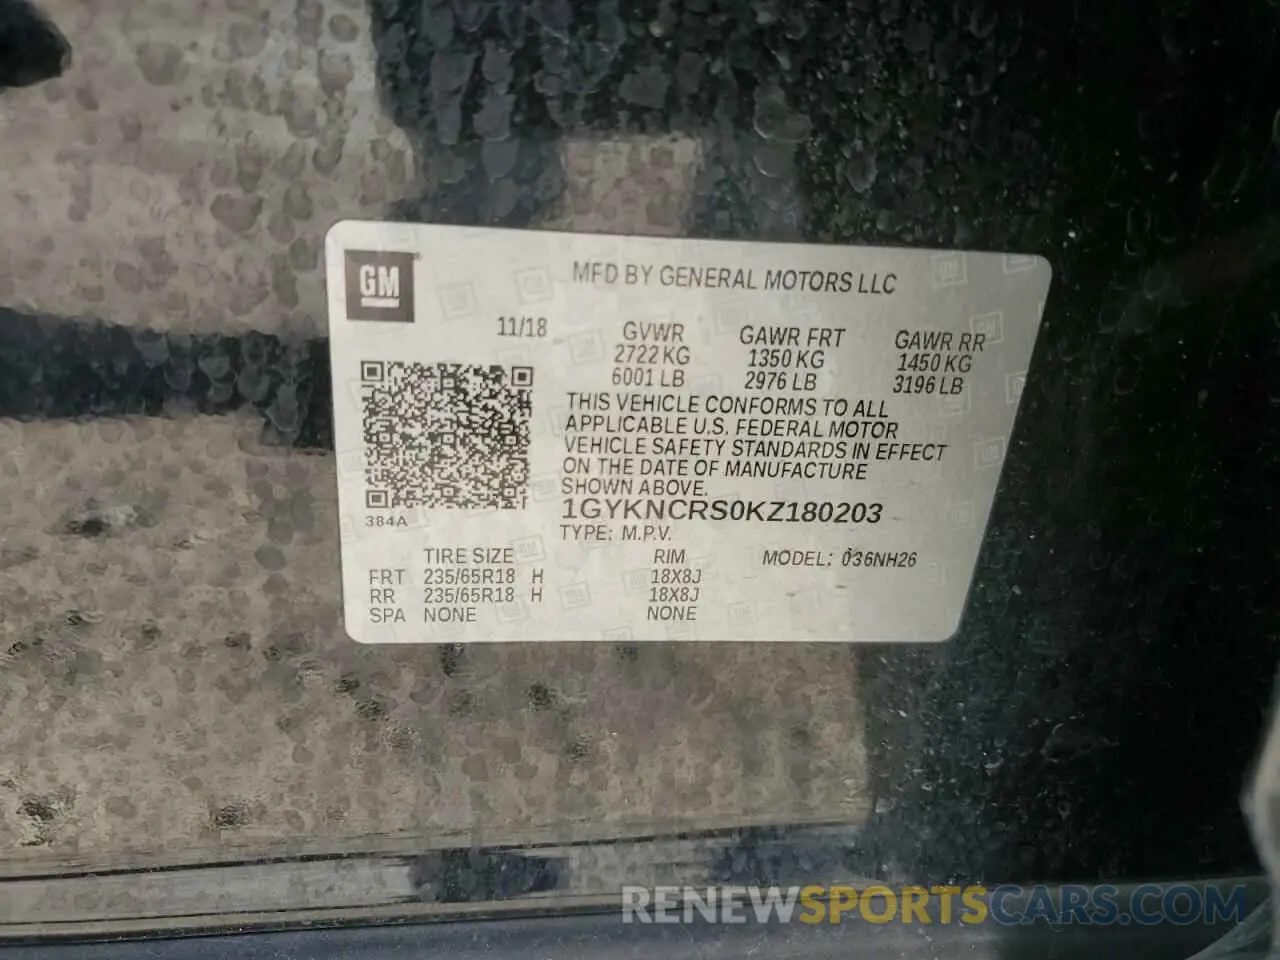 GM
MFD BY GENERAL MOTORS LLC
11/18
GVWR GAWR FRT GAWR RR
2722 KG 1350 KG 1450 KG
6001 LB 2976 LB 3196 LB
THIS VEHICLE CONFORMS TO ALL
APPLICABLE U.S. FEDERAL MOTOR
VEHICLE SAFETY STANDARDS IN EFFECT
ON THE DATE OF MANUFACTURE
SHOWN ABOVE.
384A
1GYKNCRS0KZ180203
TYPE: M.P.V.
TIRE SIZE RIM MODEL: 036NH26
FRT 235/65R18 H 18X8J
RR 235/65R18 H 18X8J
SPA NONE NONE
RENEWSPORTSCARS.COM